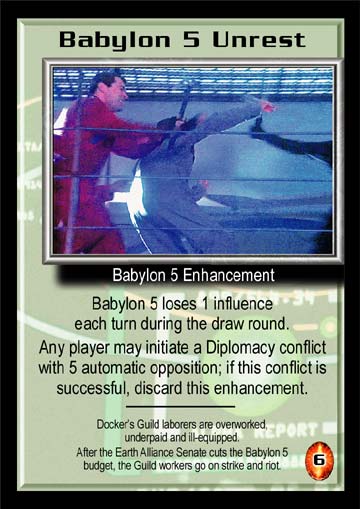 Babylon 5 Unrest
Babylon 5 Enhancement
Babylon 5 loses 1 influence
each turn during the draw round.
Any player may initiate a Diplomacy conflict
with 5 automatic opposition; if this conflict is
successful, discard this enhancement.
Docker's Guild laborers are overworked,
underpaid and ill-equipped.
After the Earth Alliance Senate cuts the Babylon 5
budget, the Guild workers go on strike and riot.
6